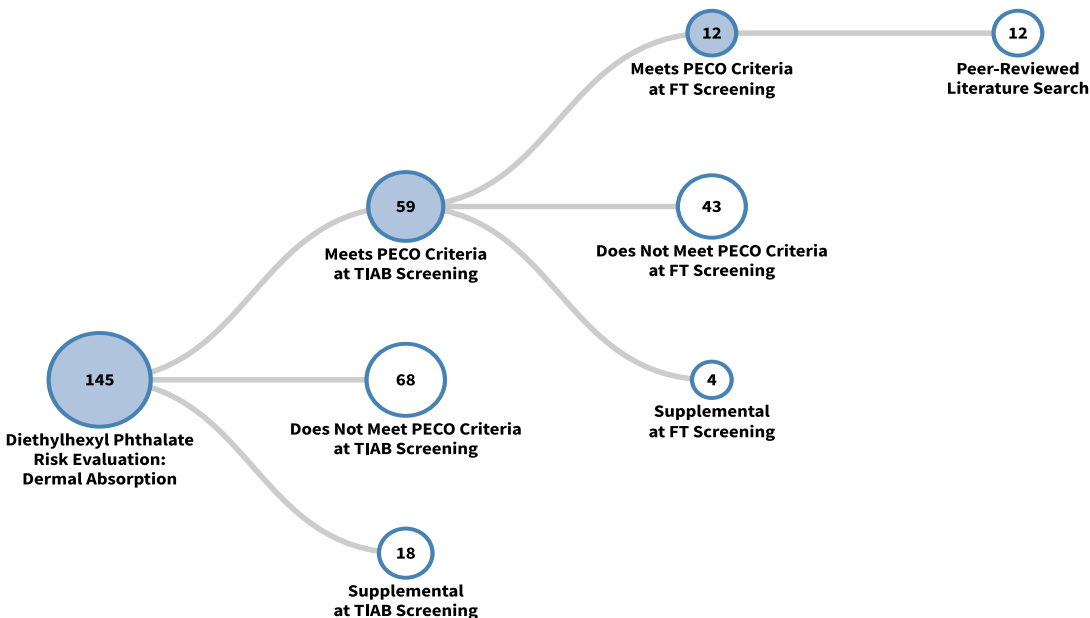 12
Meets PECO Criteria
at FT Screening
12
Peer-Reviewed
Literature Search
59
Meets PECO Criteria
at TIAB Screening
43
Does Not Meet PECO Criteria
at FT Screening
145
Diethylhexyl Phthalate
Risk Evaluation:
Dermal Absorption
68
Does Not Meet PECO Criteria
at TIAB Screening
4
Supplemental
at FT Screening
18
Supplemental
at TIAB Screening